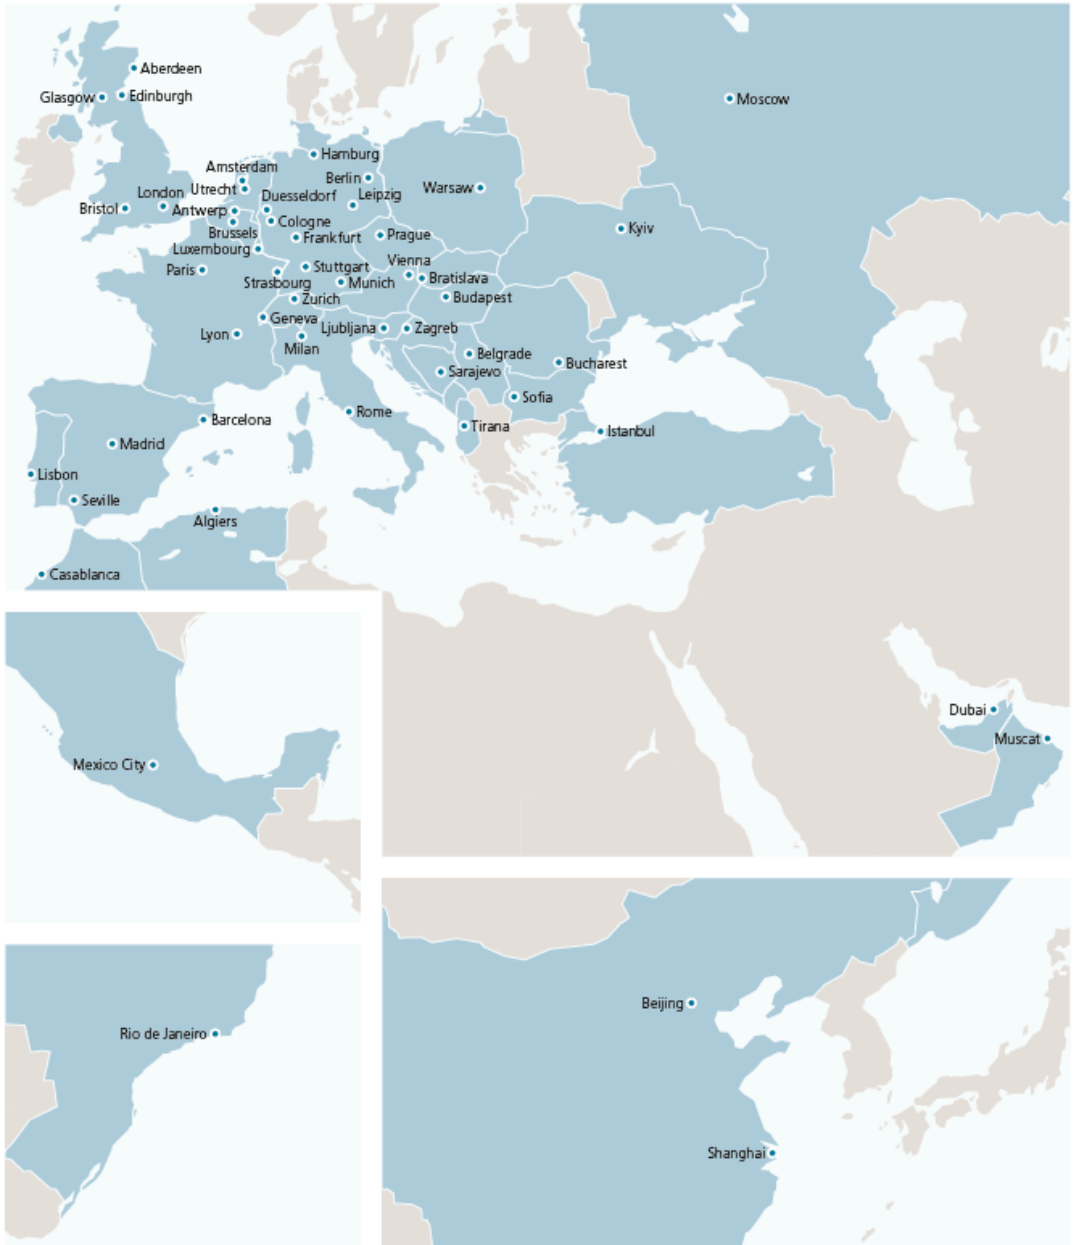 Aberdeen
Glasgow
Edinburgh
Moscow
Hamburg
Amsterdam
Berlin
Warsaw
Utrecht
London
Duesseldorf
Leipzig
Bristol
Antwerp
Cologne
Kyiv
Brussels
Frankfurt
Prague
Luxembourg
Vienna
Paris
Stuttgart
Bratislava
Strasbourg
Munich
Zurich
Budapest
Geneva
Lyon
Ljubljana
Zagreb
Milan
Belgrade
Bucharest
Sarajevo
Sofia
Rome
Barcelona
Tirana
Istanbul
Madrid
Lisbon
Seville
Algiers
Casablanca
Dubai
Muscat
Mexico City
Beijing
Rio de Janeiro
Shanghai